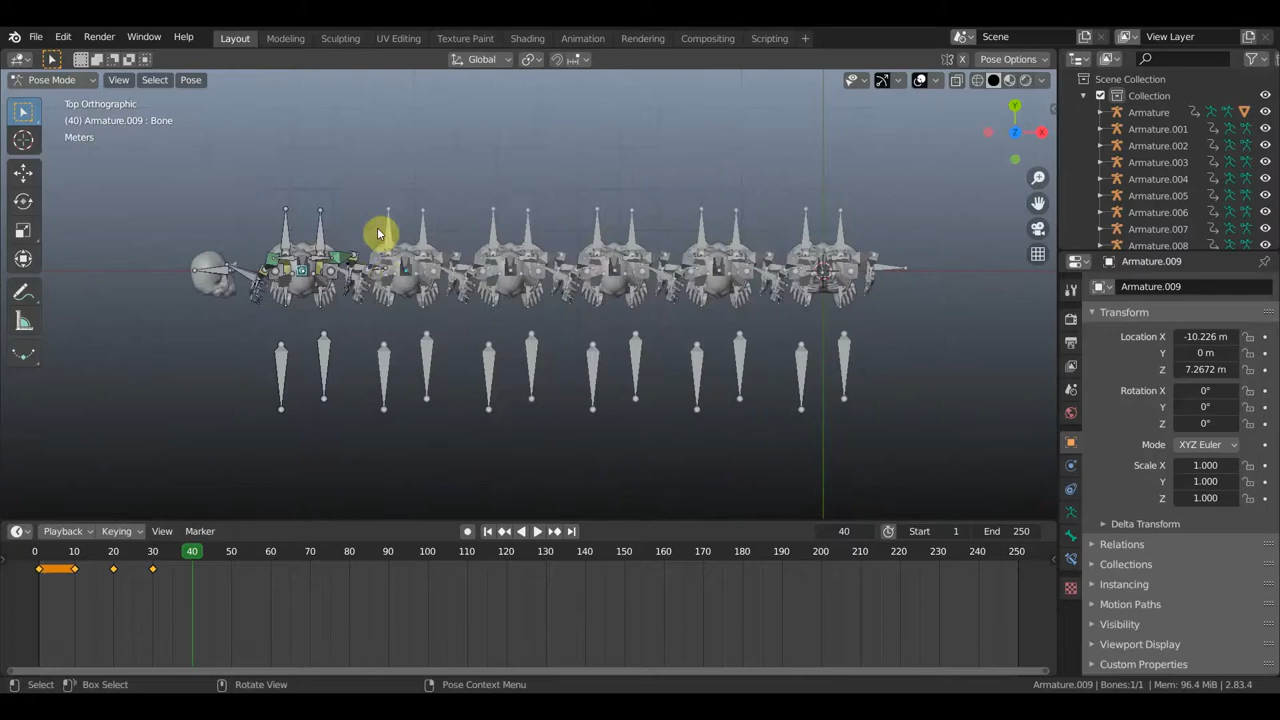 File Edit Render Window Help
Layout Modeling Sculpting UV Editing Texture Paint Shading Animation Rendering Compositing Scripting +
Scene
View Layer
Global
X
Pose Options
Pose Mode View Select Pose
Top Orthographic
(40) Armature.009 : Bone
Meters
Y
Z
X
Scene Collection
Collection
Armature
Armature.001
Armature.002
Armature.003
Armature.004
Armature.005
Armature.006
Armature.007
Armature.008
Armature.009
Armature.009
Transform
Location X -10.226 m
Y 0 m
Z 7.2672 m
Rotation X 0°
Y 0°
Z 0°
Mode XYZ Euler
Scale X 1.000
Y 1.000
Z 1.000
Delta Transform
Relations
Collections
Instancing
Motion Paths
Visibility
Viewport Display
Custom Properties
Playback Keying View Marker
40 Start 1 End 250
0 10 20 30 40 50 60 70 80 90 100 110 120 130 140 150 160 170 180 190 200 210 220 230 240 250
Select Box Select Rotate View Pose Context Menu
Armature.009 | Bones:1/1 | Mem: 96.4 MiB | 2.83.4